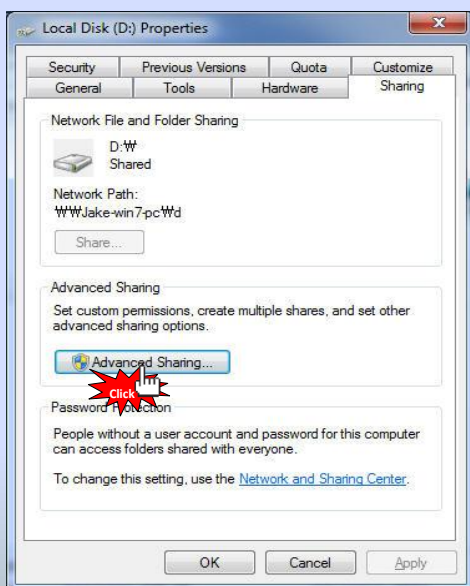 Local Disk (D:) Properties
Security Previous Versions Quota Customize
General Tools Hardware Sharing
Network File and Folder Sharing
D:₩
Shared
Network Path:
₩₩Jake-win7-pc₩d
Share...
Advanced Sharing
Set custom permissions, create multiple shares, and set other
advanced sharing options.
Advanced Sharing...
Click
Password Protection
People without a user account and password for this computer
can access folders shared with everyone.
To change this setting, use the Network and Sharing Center.
OK Cancel Apply